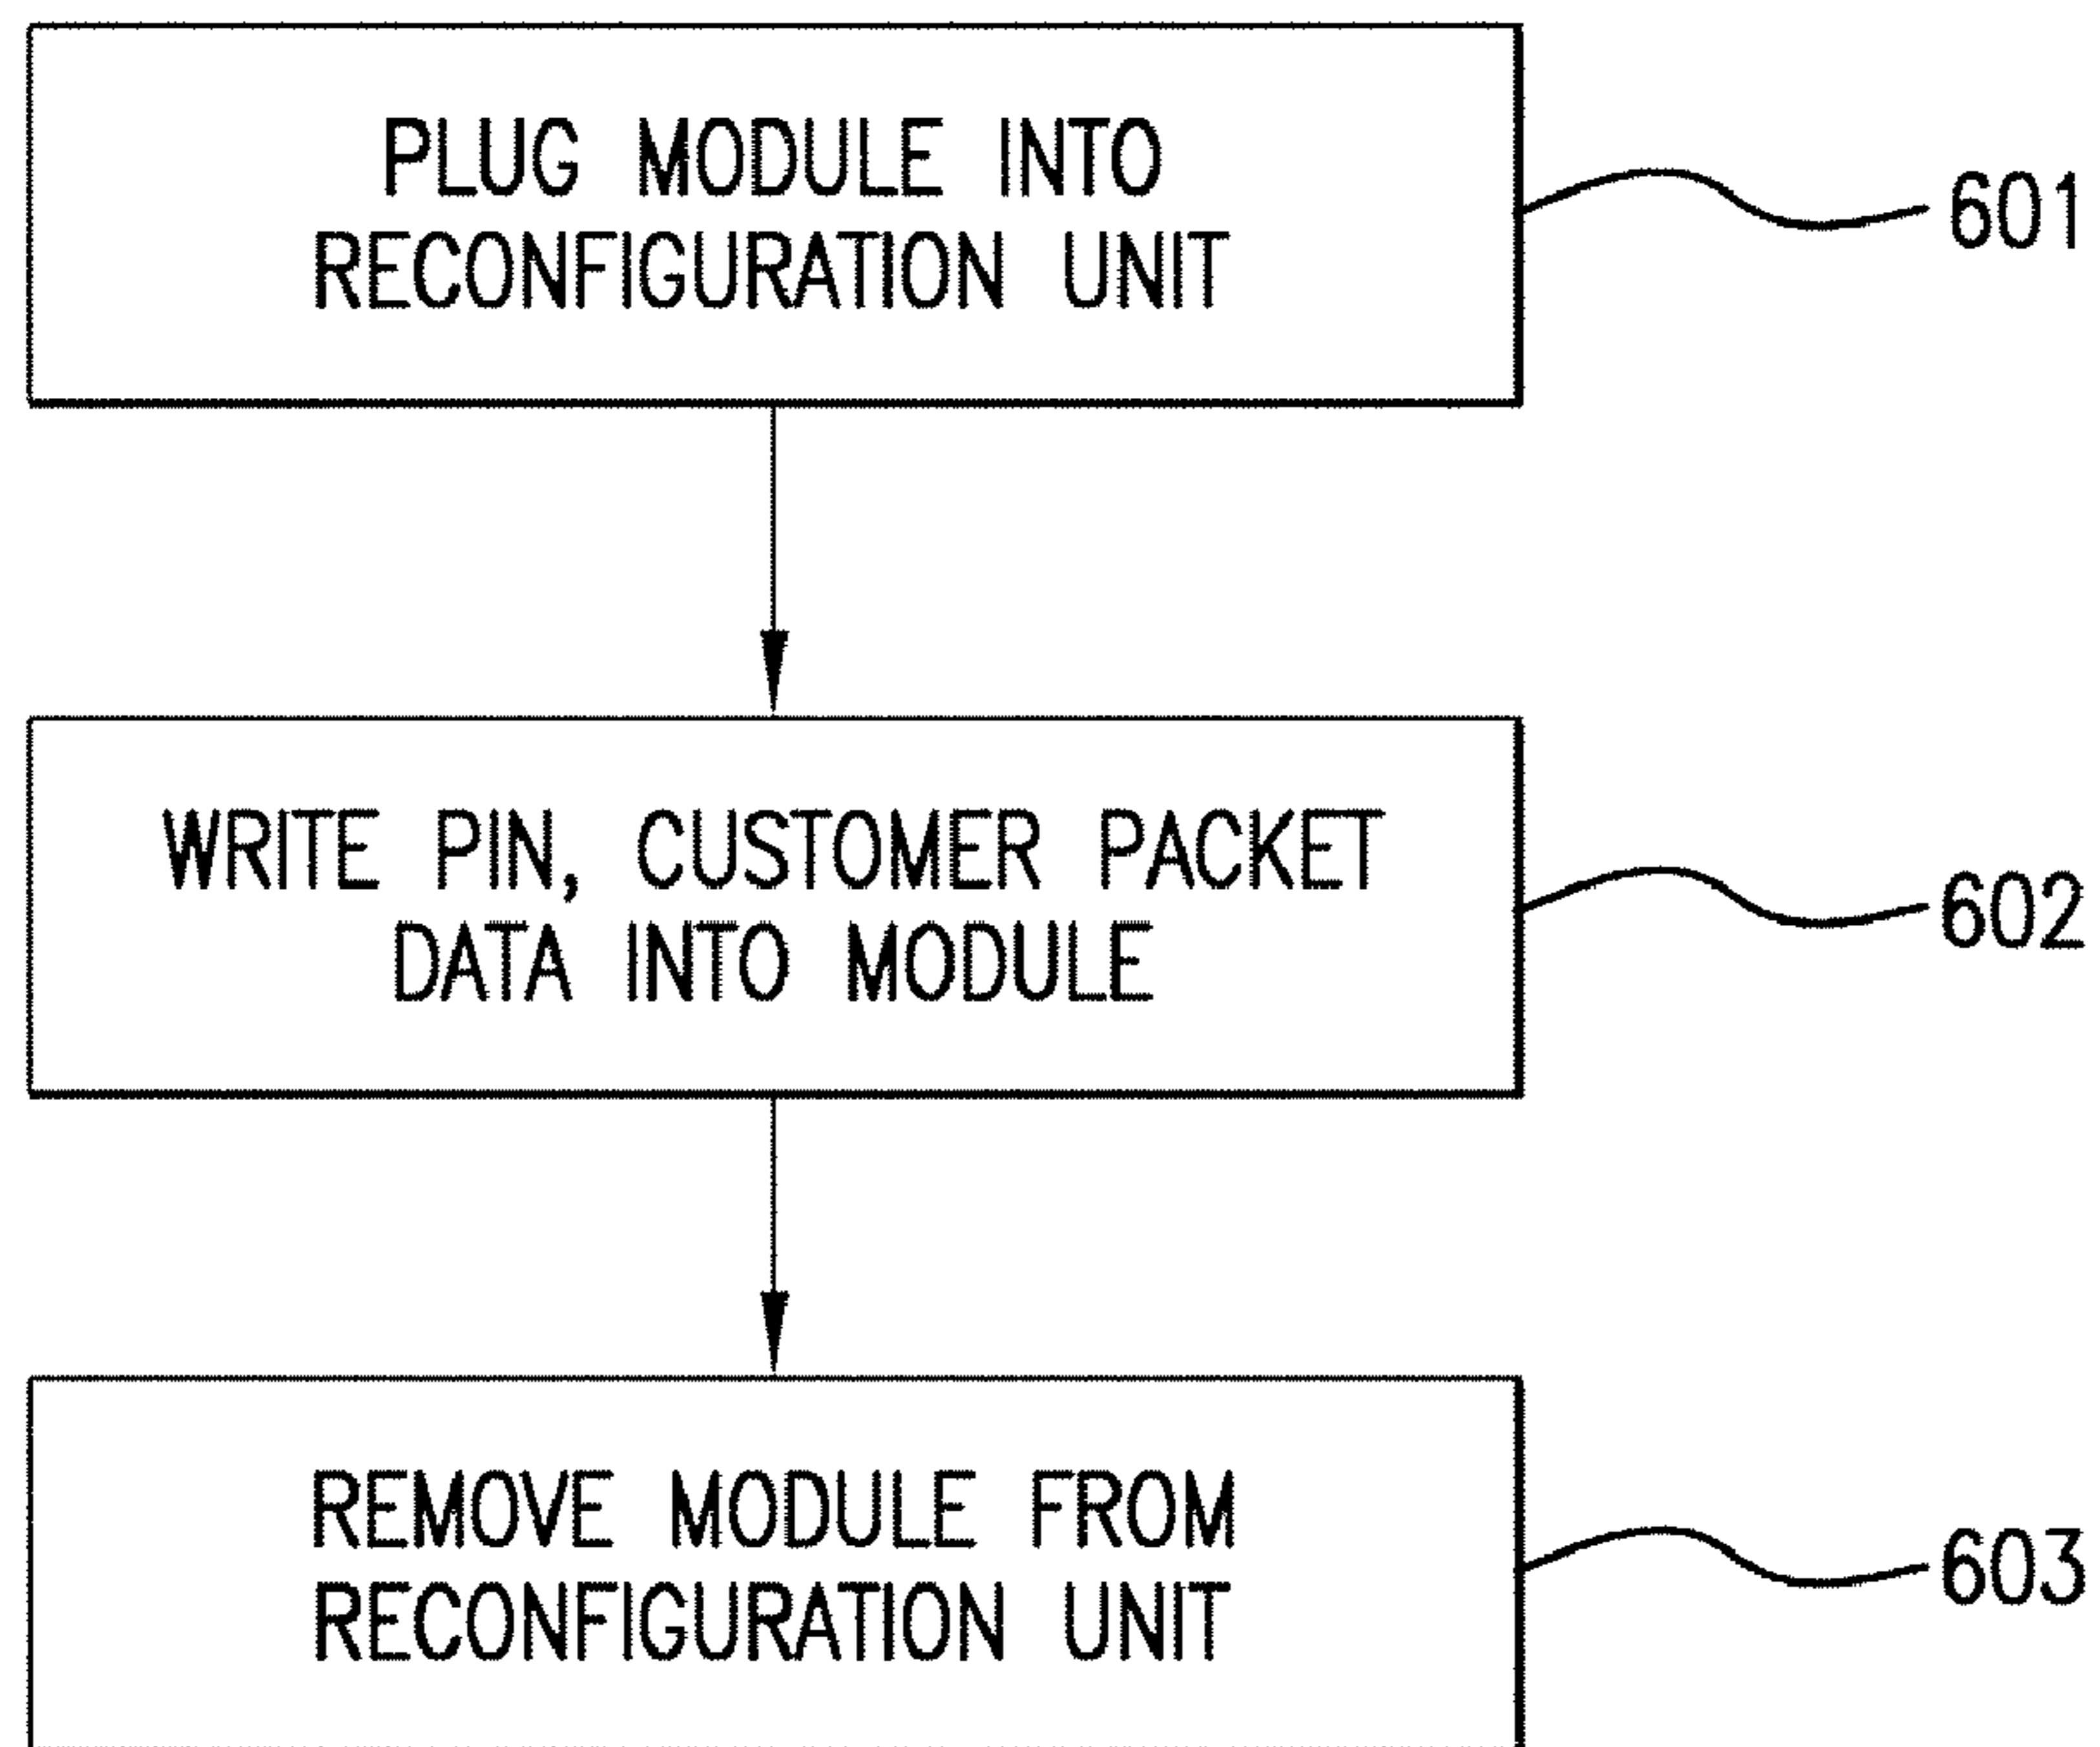 PLUG MODULE INTO
RECONFIGURATION UNIT
601
WRITE PIN, CUSTOMER PACKET
DATA INTO MODULE
602
REMOVE MODULE FROM
RECONFIGURATION UNIT
603